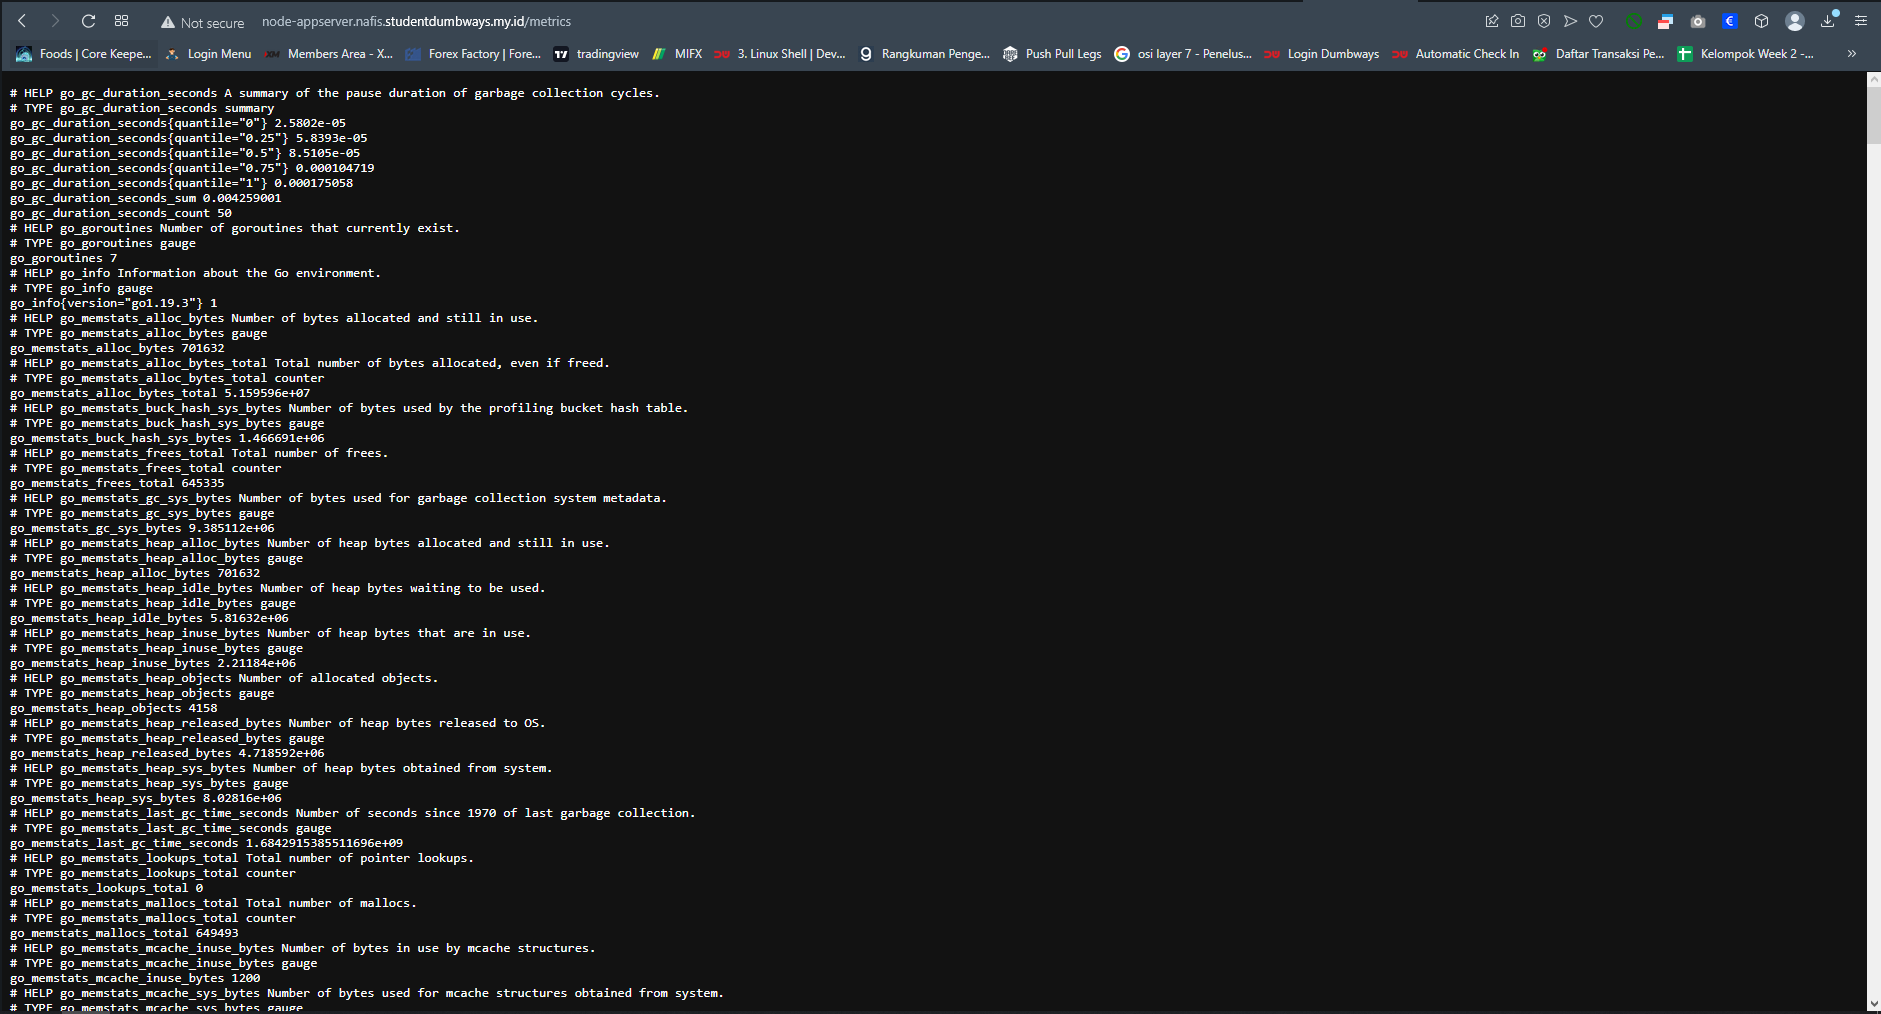 Not secure node-appserver.nafis.studentdumbways.my.id/metrics
Foods | Core Keepe... Login Menu Members Area - X... Forex Factory | Fore... tradingview MIFX 3. Linux Shell | Dev... Rangkuman Penge... Push Pull Legs osi layer 7 - Penelus... Login Dumbways Automatic Check In Daftar Transaksi Pe... Kelompok Week 2 -... »
# HELP go_gc_duration_seconds A summary of the pause duration of garbage collection cycles.
# TYPE go_gc_duration_seconds summary
go_gc_duration_seconds{quantile="0"} 2.5802e-05
go_gc_duration_seconds{quantile="0.25"} 5.8393e-05
go_gc_duration_seconds{quantile="0.5"} 8.5105e-05
go_gc_duration_seconds{quantile="0.75"} 0.000104719
go_gc_duration_seconds{quantile="1"} 0.000175058
go_gc_duration_seconds_sum 0.004259001
go_gc_duration_seconds_count 50
# HELP go_goroutines Number of goroutines that currently exist.
# TYPE go_goroutines gauge
go_goroutines 7
# HELP go_info Information about the Go environment.
# TYPE go_info gauge
go_info{version="go1.19.3"} 1
# HELP go_memstats_alloc_bytes Number of bytes allocated and still in use.
# TYPE go_memstats_alloc_bytes gauge
go_memstats_alloc_bytes 701632
# HELP go_memstats_alloc_bytes_total Total number of bytes allocated, even if freed.
# TYPE go_memstats_alloc_bytes_total counter
go_memstats_alloc_bytes_total 5.159596e+07
# HELP go_memstats_buck_hash_sys_bytes Number of bytes used by the profiling bucket hash table.
# TYPE go_memstats_buck_hash_sys_bytes gauge
go_memstats_buck_hash_sys_bytes 1.466691e+06
# HELP go_memstats_frees_total Total number of frees.
# TYPE go_memstats_frees_total counter
go_memstats_frees_total 645335
# HELP go_memstats_gc_sys_bytes Number of bytes used for garbage collection system metadata.
# TYPE go_memstats_gc_sys_bytes gauge
go_memstats_gc_sys_bytes 9.385112e+06
# HELP go_memstats_heap_alloc_bytes Number of heap bytes allocated and still in use.
# TYPE go_memstats_heap_alloc_bytes gauge
go_memstats_heap_alloc_bytes 701632
# HELP go_memstats_heap_idle_bytes Number of heap bytes waiting to be used.
# TYPE go_memstats_heap_idle_bytes gauge
go_memstats_heap_idle_bytes 5.81632e+06
# HELP go_memstats_heap_inuse_bytes Number of heap bytes that are in use.
# TYPE go_memstats_heap_inuse_bytes gauge
go_memstats_heap_inuse_bytes 2.21184e+06
# HELP go_memstats_heap_objects Number of allocated objects.
# TYPE go_memstats_heap_objects gauge
go_memstats_heap_objects 4158
# HELP go_memstats_heap_released_bytes Number of heap bytes released to OS.
# TYPE go_memstats_heap_released_bytes gauge
go_memstats_heap_released_bytes 4.718592e+06
# HELP go_memstats_heap_sys_bytes Number of heap bytes obtained from system.
# TYPE go_memstats_heap_sys_bytes gauge
go_memstats_heap_sys_bytes 8.02816e+06
# HELP go_memstats_last_gc_time_seconds Number of seconds since 1970 of last garbage collection.
# TYPE go_memstats_last_gc_time_seconds gauge
go_memstats_last_gc_time_seconds 1.6842915385511696e+09
# HELP go_memstats_lookups_total Total number of pointer lookups.
# TYPE go_memstats_lookups_total counter
go_memstats_lookups_total 0
# HELP go_memstats_mallocs_total Total number of mallocs.
# TYPE go_memstats_mallocs_total counter
go_memstats_mallocs_total 649493
# HELP go_memstats_mcache_inuse_bytes Number of bytes in use by mcache structures.
# TYPE go_memstats_mcache_inuse_bytes gauge
go_memstats_mcache_inuse_bytes 1200
# HELP go_memstats_mcache_sys_bytes Number of bytes used for mcache structures obtained from system.
# TYPE go_memstats_mcache_sys_bytes gauge